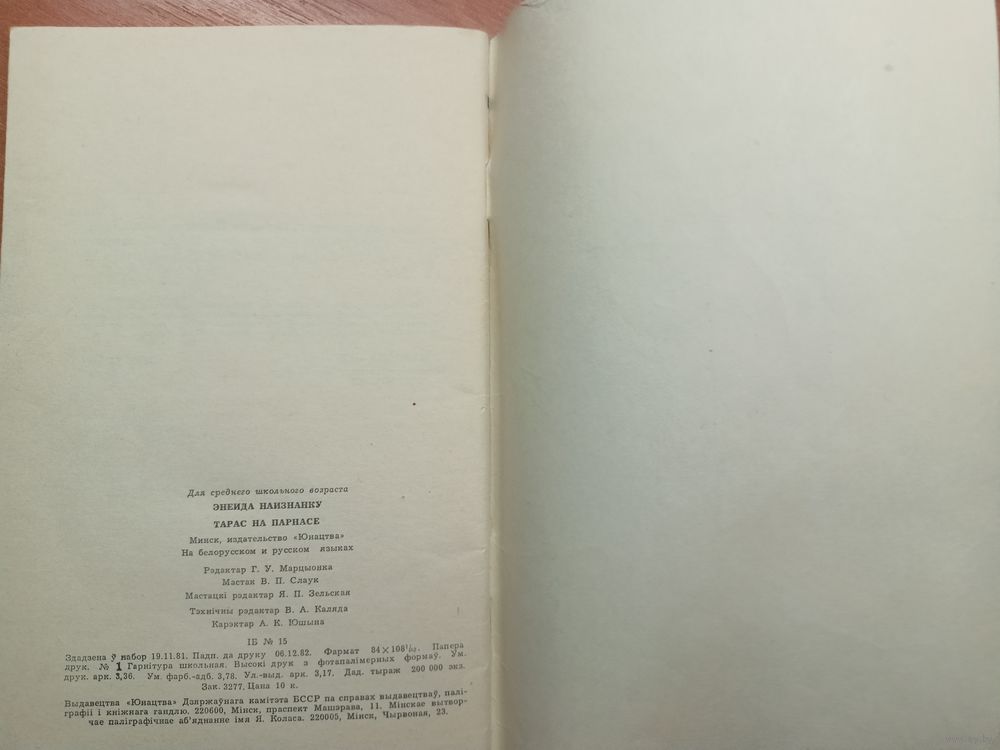 Для среднего школьного возраста
ЭНЕИДА НАИЗНАНКУ
ТАРАС НА ПАРНАСЕ
Минск, издательство «Юнацтва»
На белорусском и русском языках
Рэдактар Г. У. Марцыонка
Мастак В. П. Слаук
Мастацкі рэдактар Я. П. Зельская
Тэхнічны рэдактар В. А. Каляда
Карэктар А. К. Юшына
ІБ № 15
Здадзена ў набор 19.11.81. Падп. да друку 06.12.82. Фармат 84×108¹/₃₂. Папера
друк. № 1 Гарнітура школьная. Высокі друк з фотапалімерных формаў. Ум.
друк. арк. 3,36. Ум. фарб.-адб. 3,78. Ул.-выд. арк. 3,17. Дад. тыраж 200 000 экз.
Зак. 3277. Цана 10 к.
Выдавецтва «Юнацтва» Дзяржаўнага камітэта БССР па справах выдавецтваў, палі-
графіі і кніжнага гандлю. 220600, Мінск, праспект Машэрава, 11. Мінскае вытвор-
чае паліграфічнае аб'яднанне імя Я. Коласа. 220005, Мінск, Чырвоная, 23.